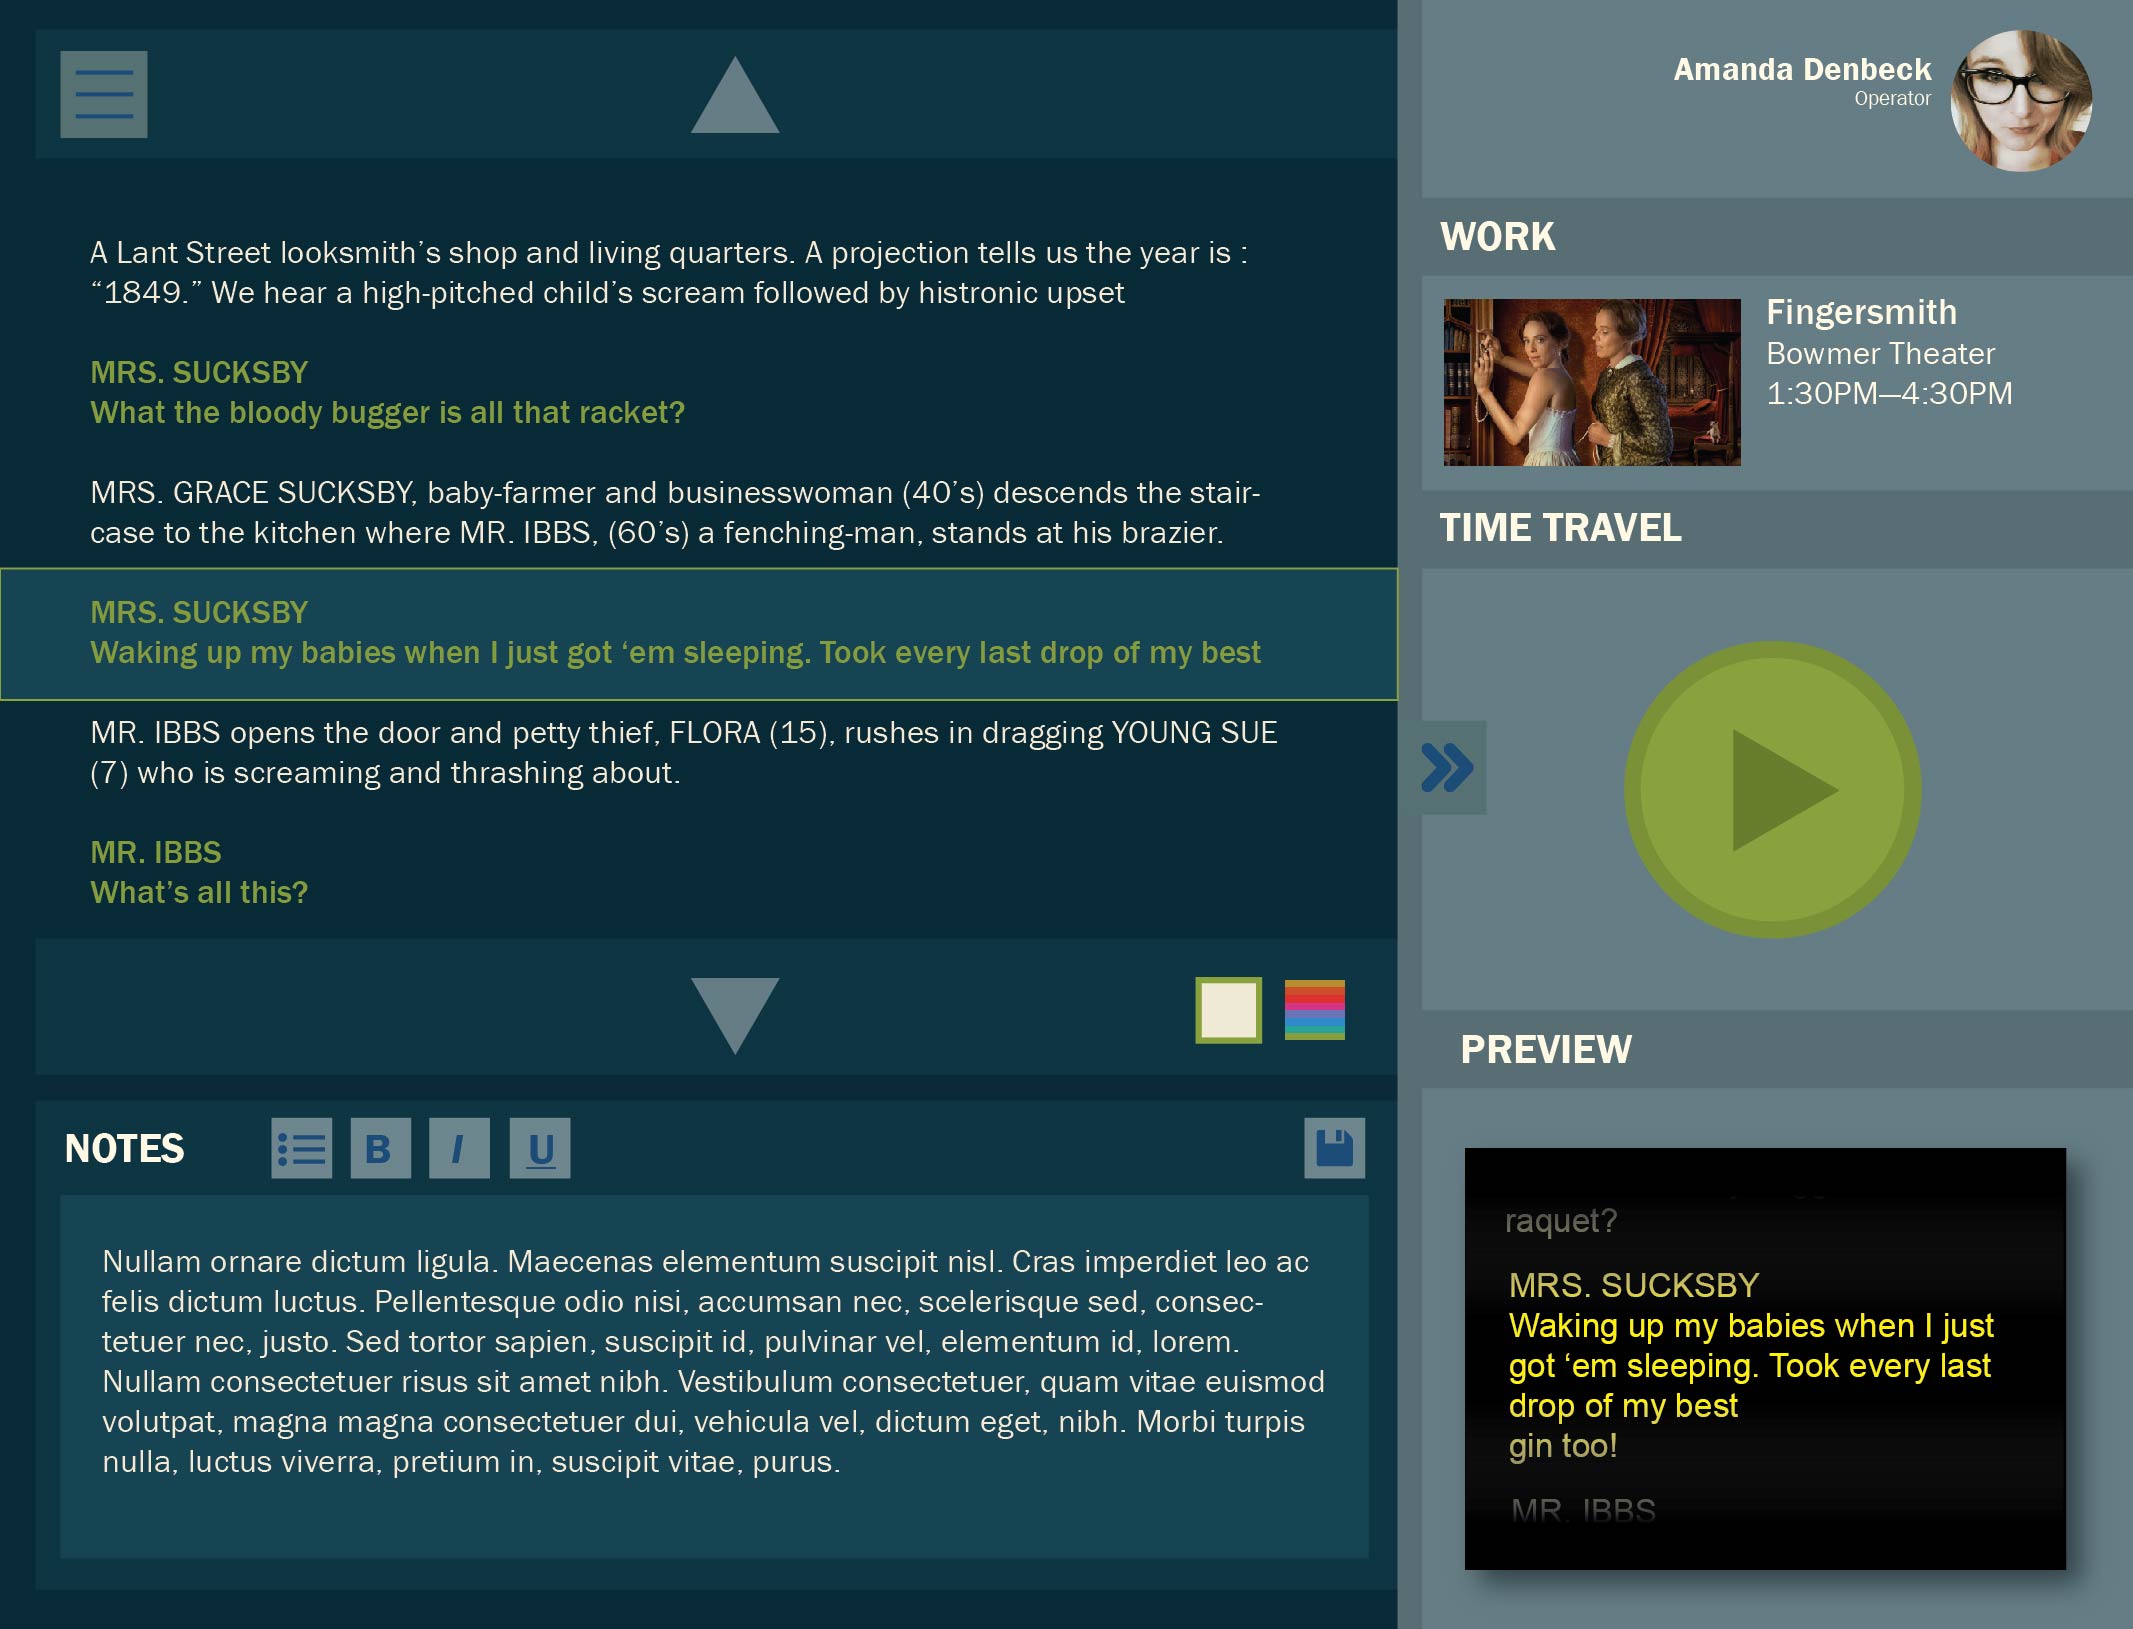 A Lant Street looksmith’s shop and living quarters. A projection tells us the year is :
“1849.” We hear a high-pitched child’s scream followed by histronic upset
MRS. SUCKSBY
What the bloody bugger is all that racket?
MRS. GRACE SUCKSBY, baby-farmer and businesswoman (40’s) descends the stair-
case to the kitchen where MR. IBBS, (60’s) a fenching-man, stands at his brazier.
MRS. SUCKSBY
Waking up my babies when I just got ‘em sleeping. Took every last drop of my best
MR. IBBS opens the door and petty thief, FLORA (15), rushes in dragging YOUNG SUE
(7) who is screaming and thrashing about.
MR. IBBS
What’s all this?
NOTES
B I U
Nullam ornare dictum ligula. Maecenas elementum suscipit nisl. Cras imperdiet leo ac
felis dictum luctus. Pellentesque odio nisi, accumsan nec, scelerisque sed, consec-
tetuer nec, justo. Sed tortor sapien, suscipit id, pulvinar vel, elementum id, lorem.
Nullam consectetuer risus sit amet nibh. Vestibulum consectetuer, quam vitae euismod
volutpat, magna magna consectetuer dui, vehicula vel, dictum eget, nibh. Morbi turpis
nulla, luctus viverra, pretium in, suscipit vitae, purus.
Amanda Denbeck
Operator
WORK
Fingersmith
Bowmer Theater
1:30PM—4:30PM
TIME TRAVEL
PREVIEW
raquet?
MRS. SUCKSBY
Waking up my babies when I just
got ‘em sleeping. Took every last
drop of my best
gin too!
MR. IBBS